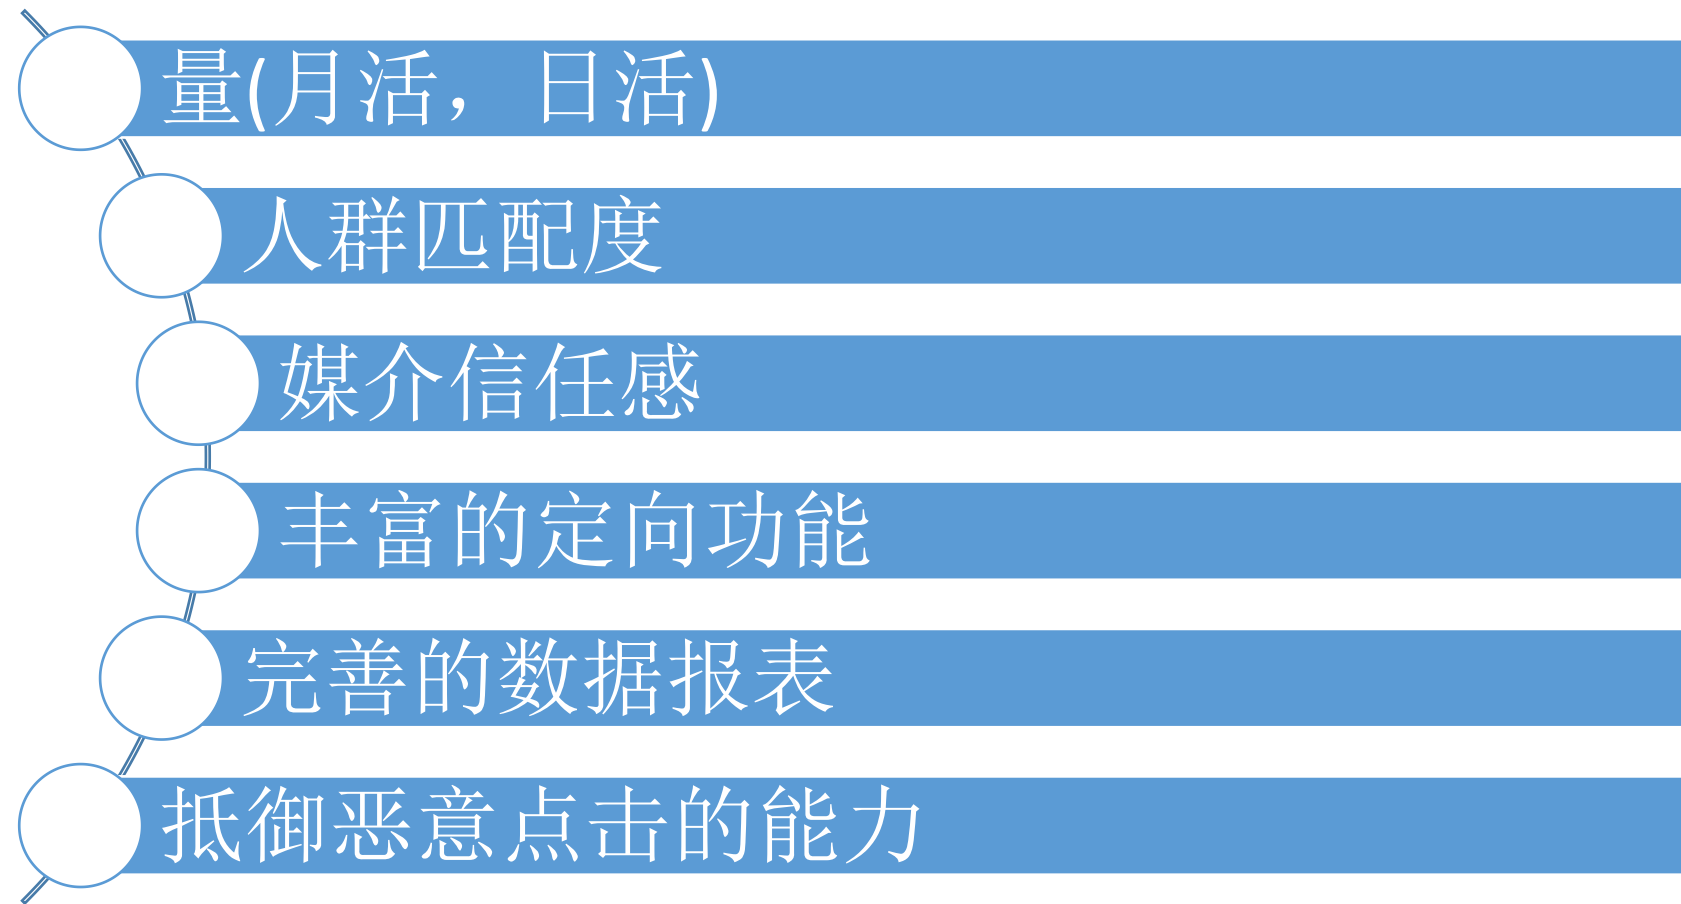 量(月活，日活)
人群匹配度
媒介信任感
丰富的定向功能
完善的数据报表
抵御恶意点击的能力